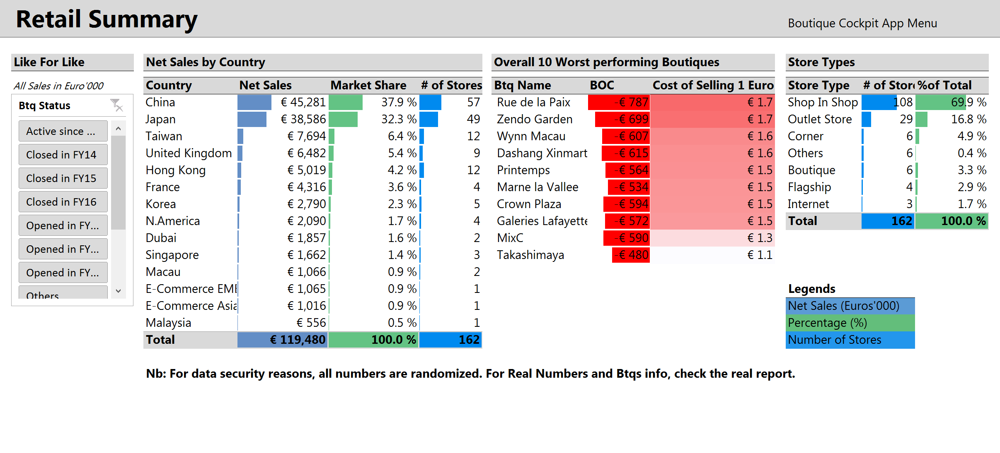 Retail Summary
Boutique Cockpit App Menu
Like For Like
All Sales in Euro'000
Btq Status
Active since ...
Closed in FY14
Closed in FY15
Closed in FY16
Opened in FY...
Opened in FY...
Opened in FY...
Others
Net Sales by Country
Country Net Sales Market Share # of Stores
China € 45,281 37.9 % 57
Japan € 38,586 32.3 % 49
Taiwan € 7,694 6.4 % 12
United Kingdom € 6,482 5.4 % 9
Hong Kong € 5,019 4.2 % 12
France € 4,316 3.6 % 4
Korea € 2,790 2.3 % 5
N.America € 2,090 1.7 % 4
Dubai € 1,857 1.6 % 2
Singapore € 1,662 1.4 % 3
Macau € 1,066 0.9 % 2
E-Commerce EME € 1,065 0.9 % 1
E-Commerce Asia € 1,016 0.9 % 1
Malaysia € 556 0.5 % 1
Total € 119,480 100.0 % 162
Overall 10 Worst performing Boutiques
Btq Name BOC Cost of Selling 1 Euro
Rue de la Paix -€ 787 € 1.7
Zendo Garden -€ 699 € 1.7
Wynn Macau -€ 607 € 1.6
Dashang Xinmart -€ 615 € 1.6
Printemps -€ 564 € 1.5
Marne la Vallee -€ 534 € 1.5
Crown Plaza -€ 594 € 1.5
Galeries Lafayette -€ 572 € 1.5
MixC -€ 590 € 1.3
Takashimaya -€ 480 € 1.1
Store Types
Store Type # of Stor %of Total
Shop In Shop 108 69.9 %
Outlet Store 29 16.8 %
Corner 6 4.9 %
Others 6 0.4 %
Boutique 6 3.3 %
Flagship 4 2.9 %
Internet 3 1.7 %
Total 162 100.0 %
Legends
Net Sales (Euros'000)
Percentage (%)
Number of Stores
Nb: For data security reasons, all numbers are randomized. For Real Numbers and Btqs info, check the real report.